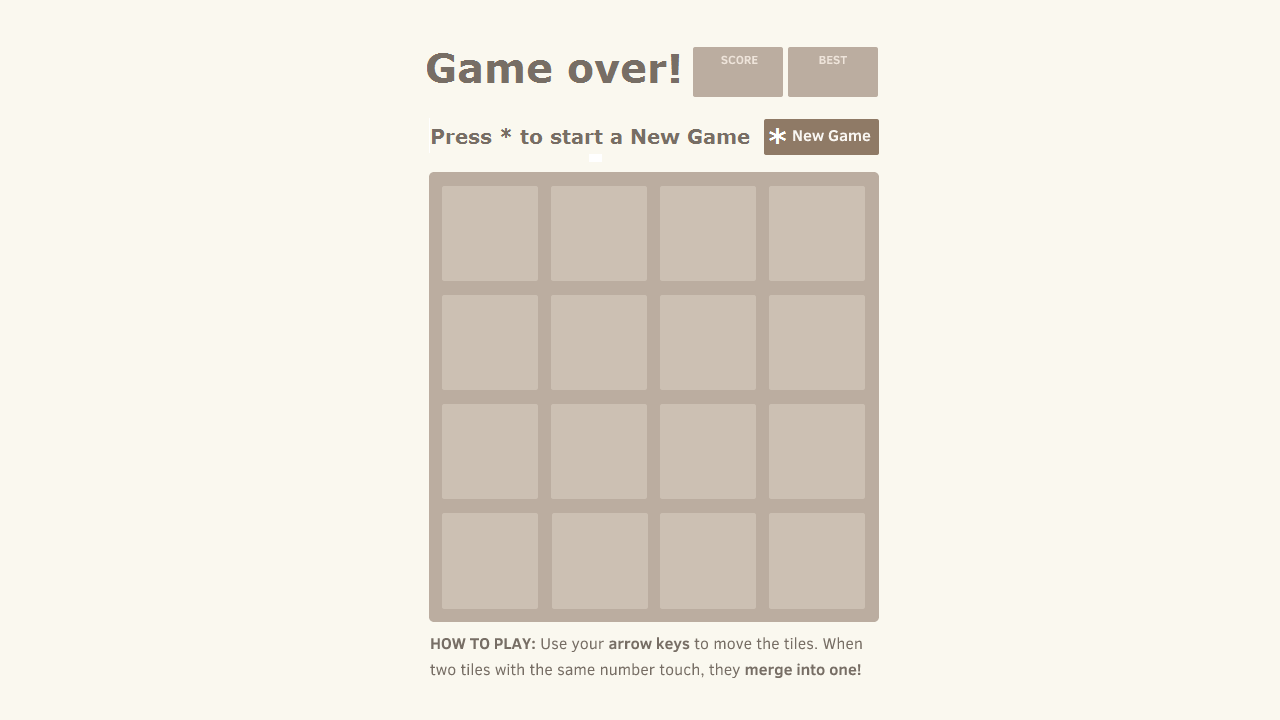 Game over!
SCORE
BEST
Press * to start a New Game
* New Game
HOW TO PLAY: Use your arrow keys to move the tiles. When
two tiles with the same number touch, they merge into one!